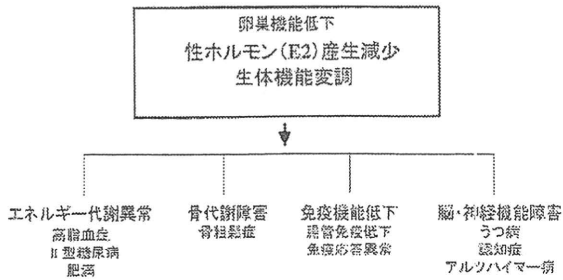 卵巣機能低下
性ホルモン(E2)産生減少
生体機能変調
エネルギー代謝異常
高脂血症
II型糖尿病
肥満
骨代謝障害
骨粗鬆症
免疫機能低下
腸管免疫低下
免疫応答異常
脳・神経機能障害
うつ病
認知症
アルツハイマー病